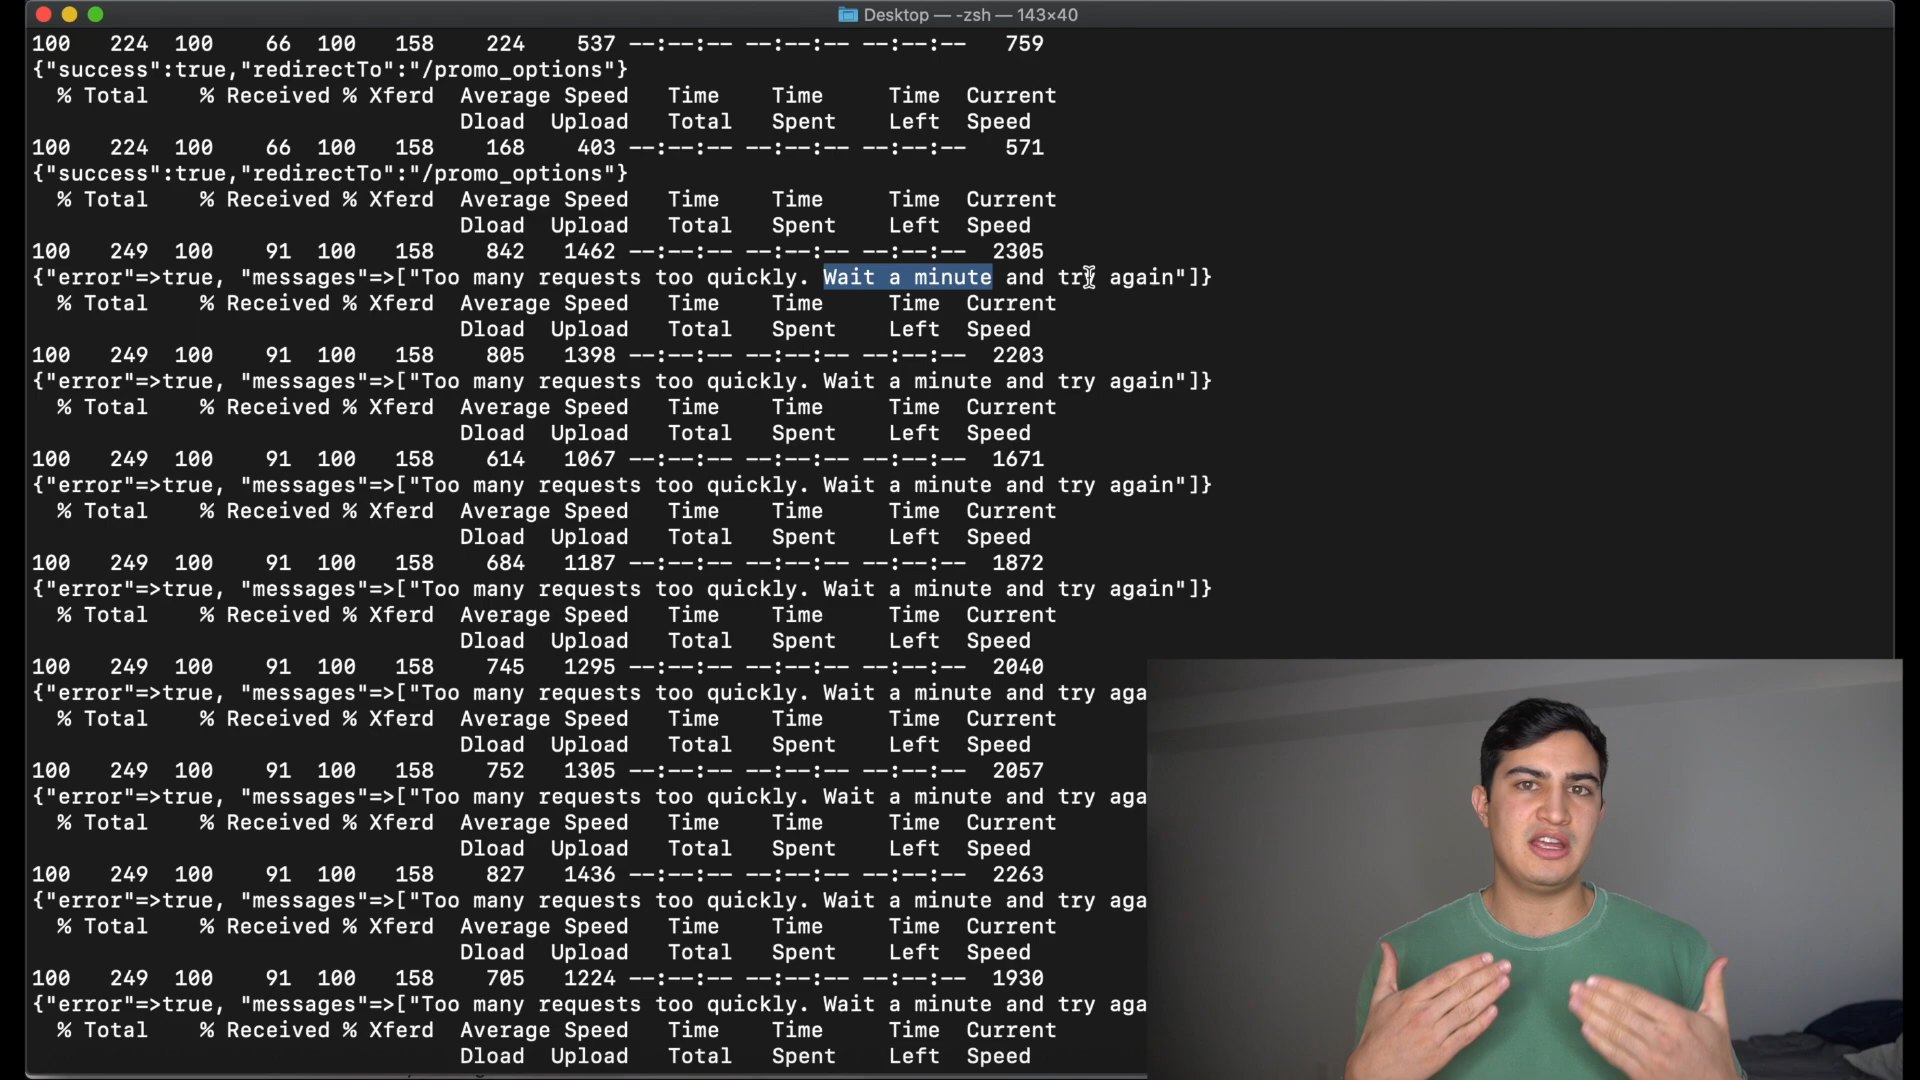 Desktop — -zsh — 143×40
100 224 100 66 100 158 224 537 --:--:-- --:--:-- --:--:-- 759
{"success":true,"redirectTo":"/promo_options"}
% Total % Received % Xferd Average Speed Time Time Time Current
Dload Upload Total Spent Left Speed
100 224 100 66 100 158 168 403 --:--:-- --:--:-- --:--:-- 571
{"success":true,"redirectTo":"/promo_options"}
% Total % Received % Xferd Average Speed Time Time Time Current
Dload Upload Total Spent Left Speed
100 249 100 91 100 158 842 1462 --:--:-- --:--:-- --:--:-- 2305
{"error"=>true, "messages"=>["Too many requests too quickly. Wait a minute and try again"]}
% Total % Received % Xferd Average Speed Time Time Time Current
Dload Upload Total Spent Left Speed
100 249 100 91 100 158 805 1398 --:--:-- --:--:-- --:--:-- 2203
{"error"=>true, "messages"=>["Too many requests too quickly. Wait a minute and try again"]}
% Total % Received % Xferd Average Speed Time Time Time Current
Dload Upload Total Spent Left Speed
100 249 100 91 100 158 614 1067 --:--:-- --:--:-- --:--:-- 1671
{"error"=>true, "messages"=>["Too many requests too quickly. Wait a minute and try again"]}
% Total % Received % Xferd Average Speed Time Time Time Current
Dload Upload Total Spent Left Speed
100 249 100 91 100 158 684 1187 --:--:-- --:--:-- --:--:-- 1872
{"error"=>true, "messages"=>["Too many requests too quickly. Wait a minute and try again"]}
% Total % Received % Xferd Average Speed Time Time Time Current
Dload Upload Total Spent Left Speed
100 249 100 91 100 158 745 1295 --:--:-- --:--:-- --:--:-- 2040
{"error"=>true, "messages"=>["Too many requests too quickly. Wait a minute and try aga
% Total % Received % Xferd Average Speed Time Time Time Current
Dload Upload Total Spent Left Speed
100 249 100 91 100 158 752 1305 --:--:-- --:--:-- --:--:-- 2057
{"error"=>true, "messages"=>["Too many requests too quickly. Wait a minute and try aga
% Total % Received % Xferd Average Speed Time Time Time Current
Dload Upload Total Spent Left Speed
100 249 100 91 100 158 827 1436 --:--:-- --:--:-- --:--:-- 2263
{"error"=>true, "messages"=>["Too many requests too quickly. Wait a minute and try aga
% Total % Received % Xferd Average Speed Time Time Time Current
Dload Upload Total Spent Left Speed
100 249 100 91 100 158 705 1224 --:--:-- --:--:-- --:--:-- 1930
{"error"=>true, "messages"=>["Too many requests too quickly. Wait a minute and try aga
% Total % Received % Xferd Average Speed Time Time Time Current
Dload Upload Total Spent Left Speed